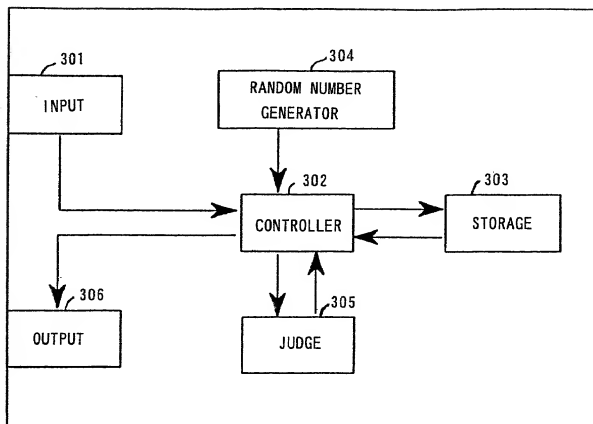 301
INPUT
304
RANDOM NUMBER
GENERATOR
302
CONTROLLER
303
STORAGE
306
OUTPUT
305
JUDGE